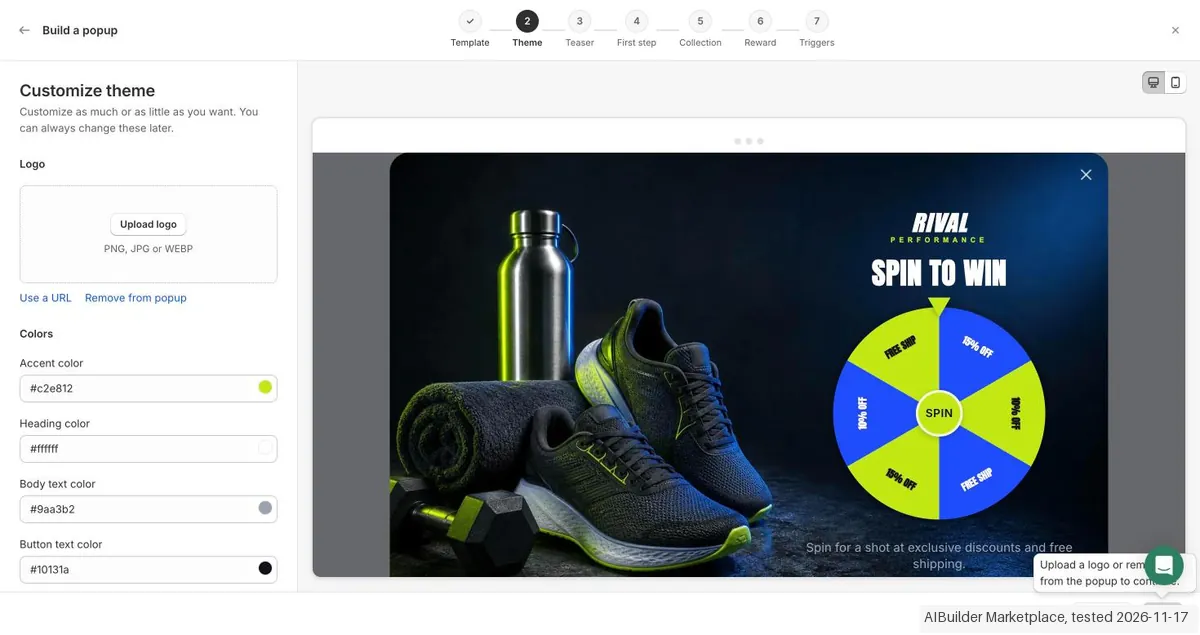 Build a popup
2
3
4
5
6
7
Template
Theme
Teaser
First step
Collection
Reward
Triggers
Customize theme
Customize as much or as little as you want. You
can always change these later.
Logo
Upload logo
PNG, JPG or WEBP
Use a URL
Remove from popup
Colors
Accent color
#c2e812
Heading color
#ffffff
Body text color
#9aa3b2
Button text color
#10131a
RIVAL
PERFORMANCE
SPIN TO WIN
FREE SHIP
15% OFF
10% OFF
SPIN
10% OFF
15% OFF
FREE SHIP
Spin for a shot at exclusive discounts and free
shipping.
Upload a logo or
from the popup to
AIBuilder Marketplace, tested 2026-11-17